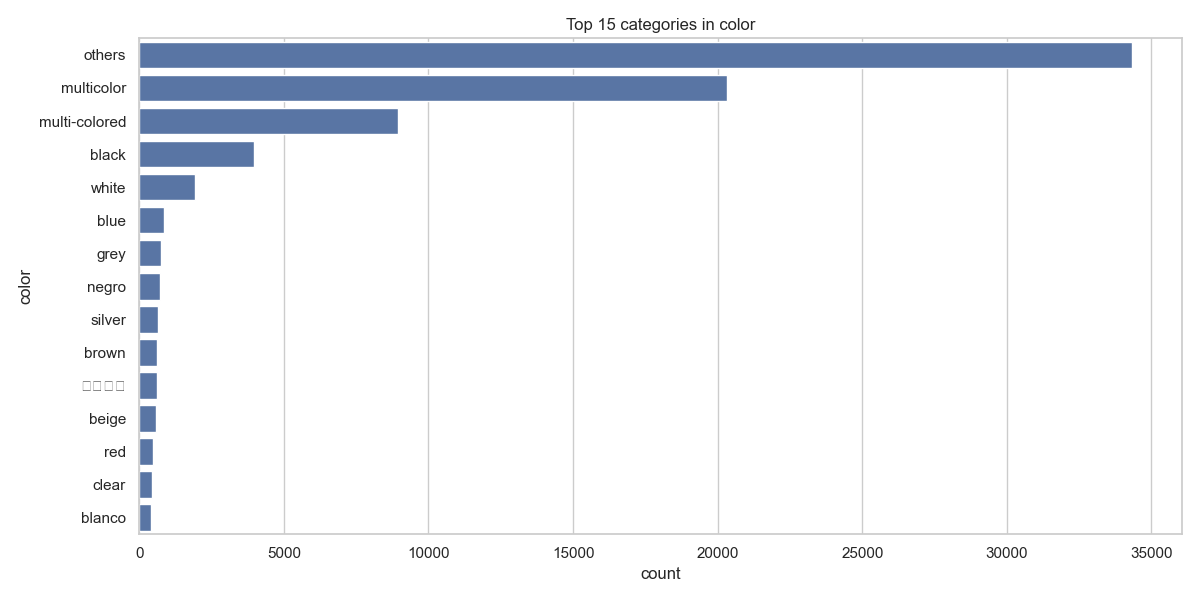 Top 15 categories in color
others
multicolor
multi-colored
black
white
blue
grey
negro
silver
brown
beige
red
clear
blanco
color
0 5000 10000 15000 20000 25000 30000 35000
count